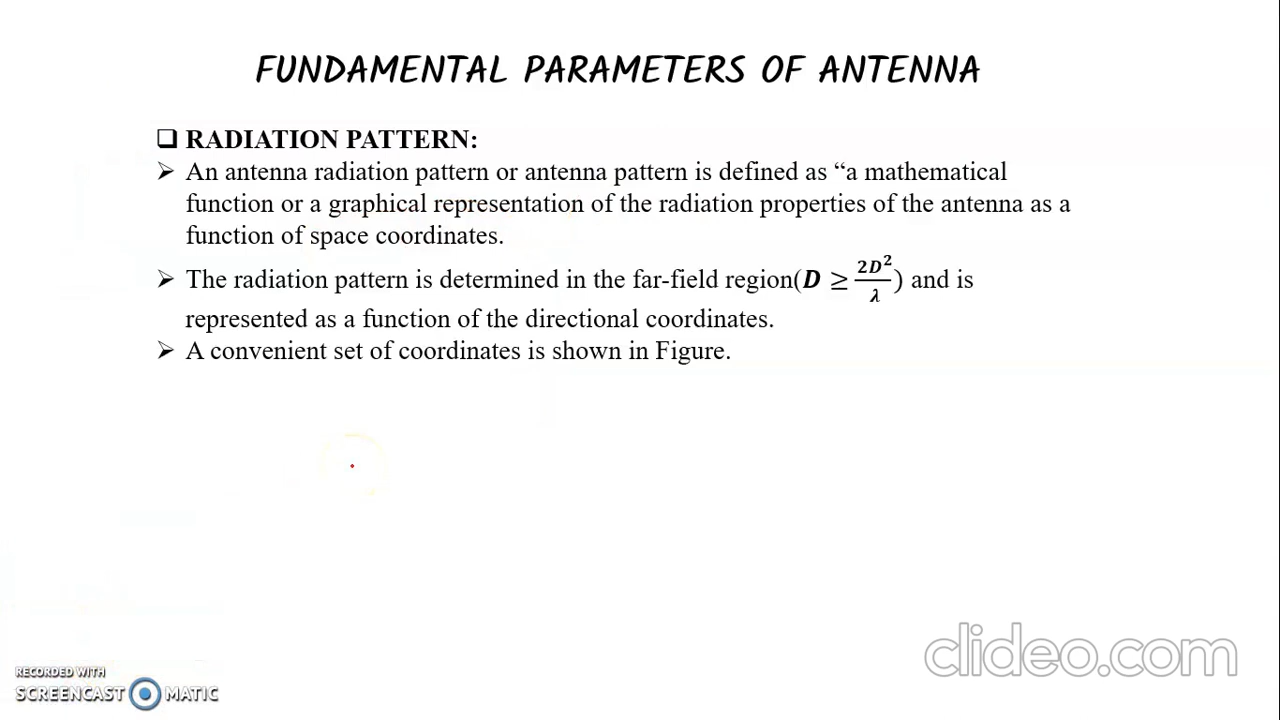 FUNDAMENTAL PARAMETERS OF ANTENNA
❑ RADIATION PATTERN:
➢ An antenna radiation pattern or antenna pattern is defined as “a mathematical
function or a graphical representation of the radiation properties of the antenna as a
function of space coordinates.
➢ The radiation pattern is determined in the far-field region(D ≥ 2D²/λ) and is
represented as a function of the directional coordinates.
➢ A convenient set of coordinates is shown in Figure.
clideo.com
RECORDED WITH
SCREENCAST MATIC